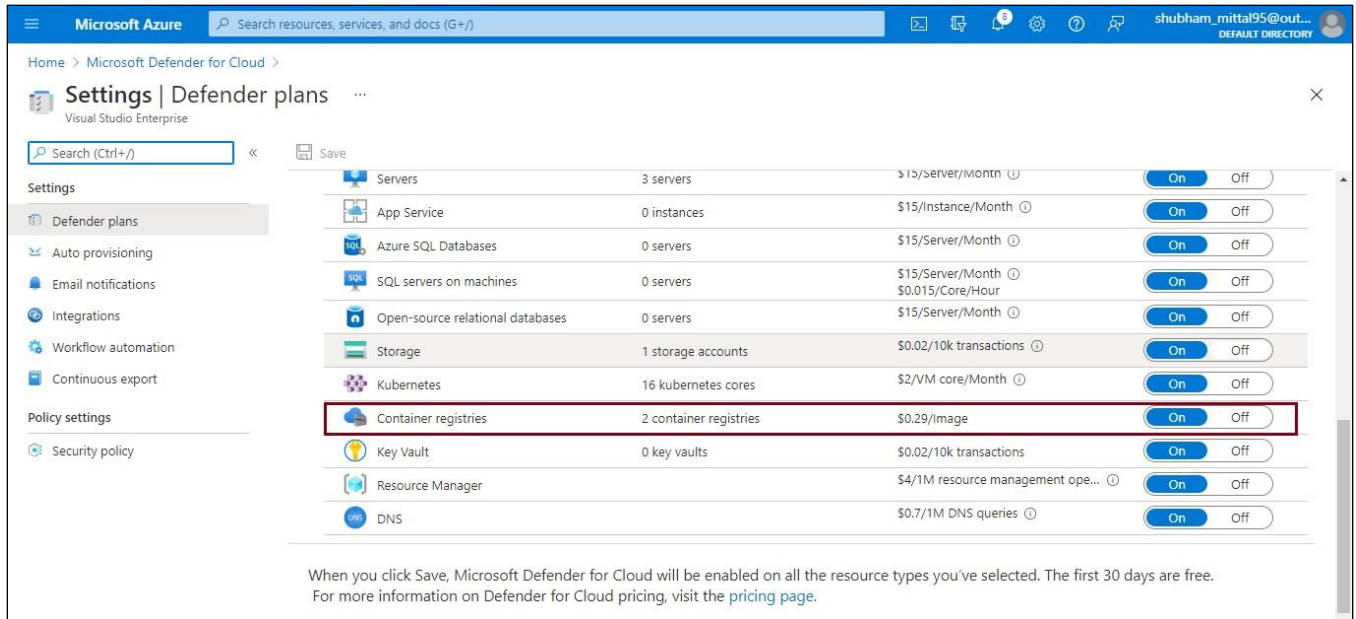 Microsoft Azure
Search resources, services, and docs (G+/)
8
shubham_mittal95@out...
DEFAULT DIRECTORY
Home > Microsoft Defender for Cloud >
Settings | Defender plans ...
Visual Studio Enterprise
Search (Ctrl+/)
«
Save
Settings
Defender plans
Auto provisioning
Email notifications
Integrations
Workflow automation
Continuous export
Policy settings
Security policy
Servers 3 servers $15/Server/Month On Off
App Service 0 instances $15/Instance/Month On Off
SQL Azure SQL Databases 0 servers $15/Server/Month On Off
SQL SQL servers on machines 0 servers $15/Server/Month On Off
$0.015/Core/Hour
Open-source relational databases 0 servers $15/Server/Month On Off
Storage 1 storage accounts $0.02/10k transactions On Off
Kubernetes 16 kubernetes cores $2/VM core/Month On Off
Container registries 2 container registries $0.29/Image On Off
Key Vault 0 key vaults $0.02/10k transactions On Off
Resource Manager $4/1M resource management ope... On Off
DNS DNS $0.7/1M DNS queries On Off
When you click Save, Microsoft Defender for Cloud will be enabled on all the resource types you've selected. The first 30 days are free.
For more information on Defender for Cloud pricing, visit the pricing page.